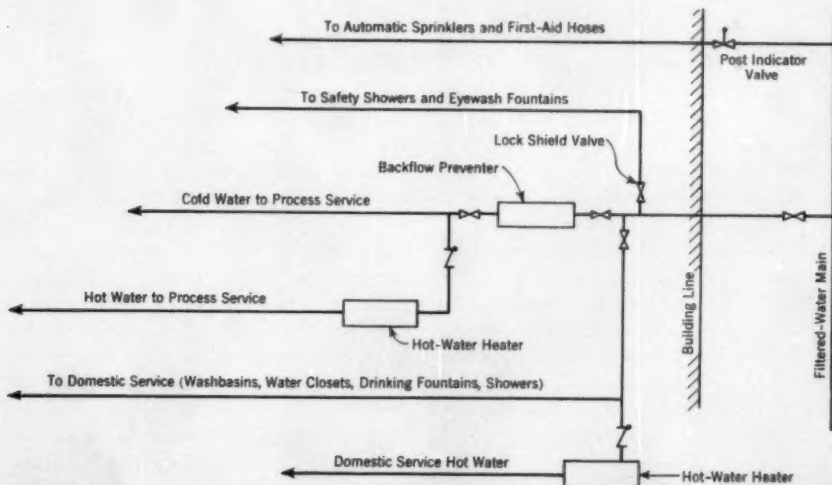 To Automatic Sprinklers and First-Aid Hoses
Post Indicator
Valve
To Safety Showers and Eyewash Fountains
Lock Shield Valve
Backflow Preventer
Cold Water to Process Service
Building Line
Filtered-Water Main
Hot Water to Process Service
Hot-Water Heater
To Domestic Service (Washbasins, Water Closets, Drinking Fountains, Showers)
Domestic Service Hot Water
Hot-Water Heater